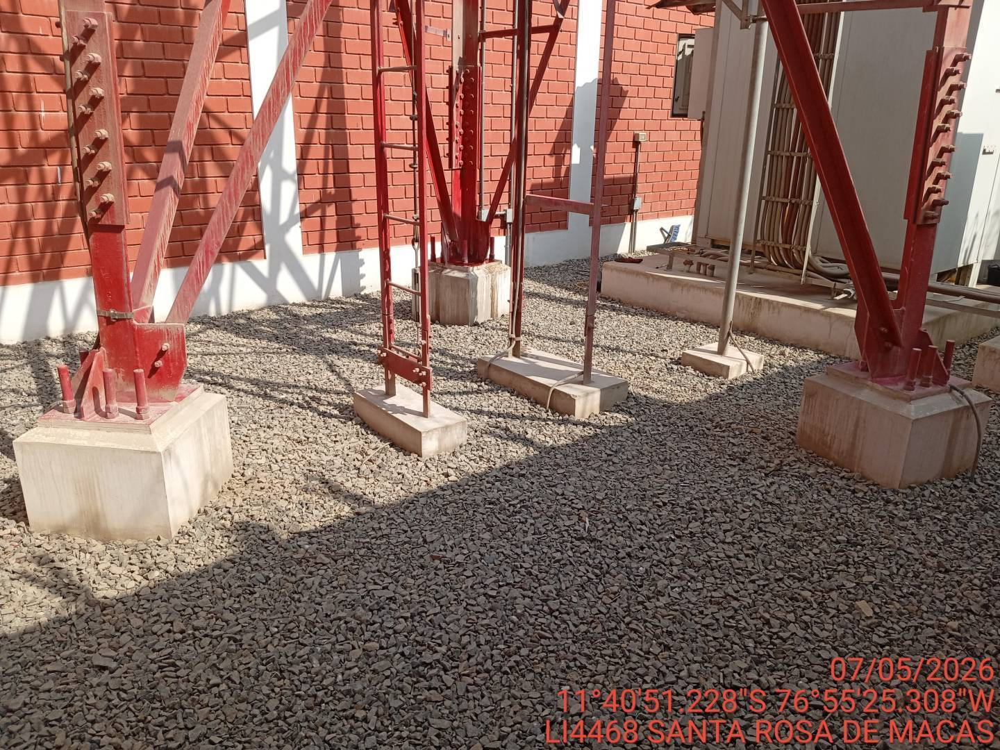 07/05/2026
11°40'51.228"S 76°55'25.308"W
LI4468 SANTA ROSA DE MACAS